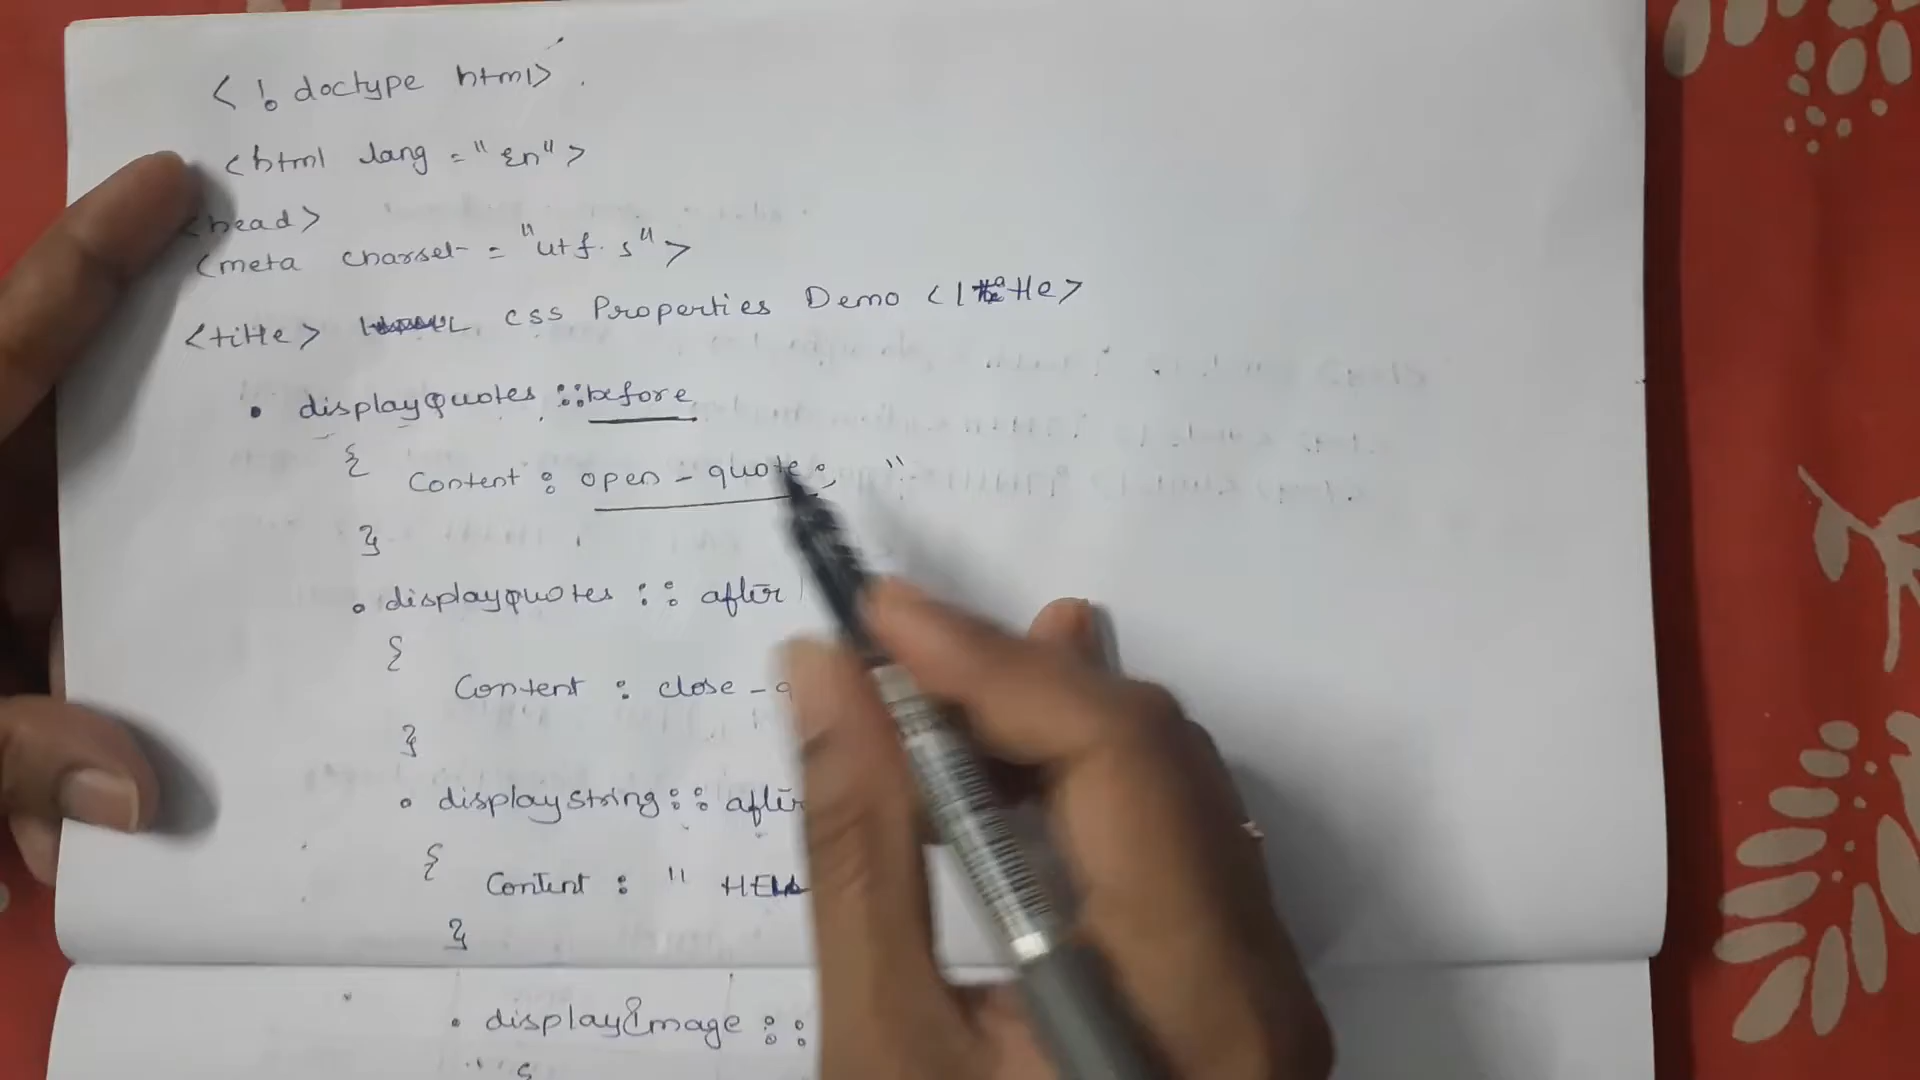 <! doctype html>.
<html lang = "En">
<head>
<meta charset = "utf. s">
<title> css Properties Demo </title>
. displayQuotes ::before
{ Content : open - quote; "
}
. displayquotes :: after
{
Content : close - q
}
. displaystring :: after
{ Content : " HELL
}
. displayImage ::
{